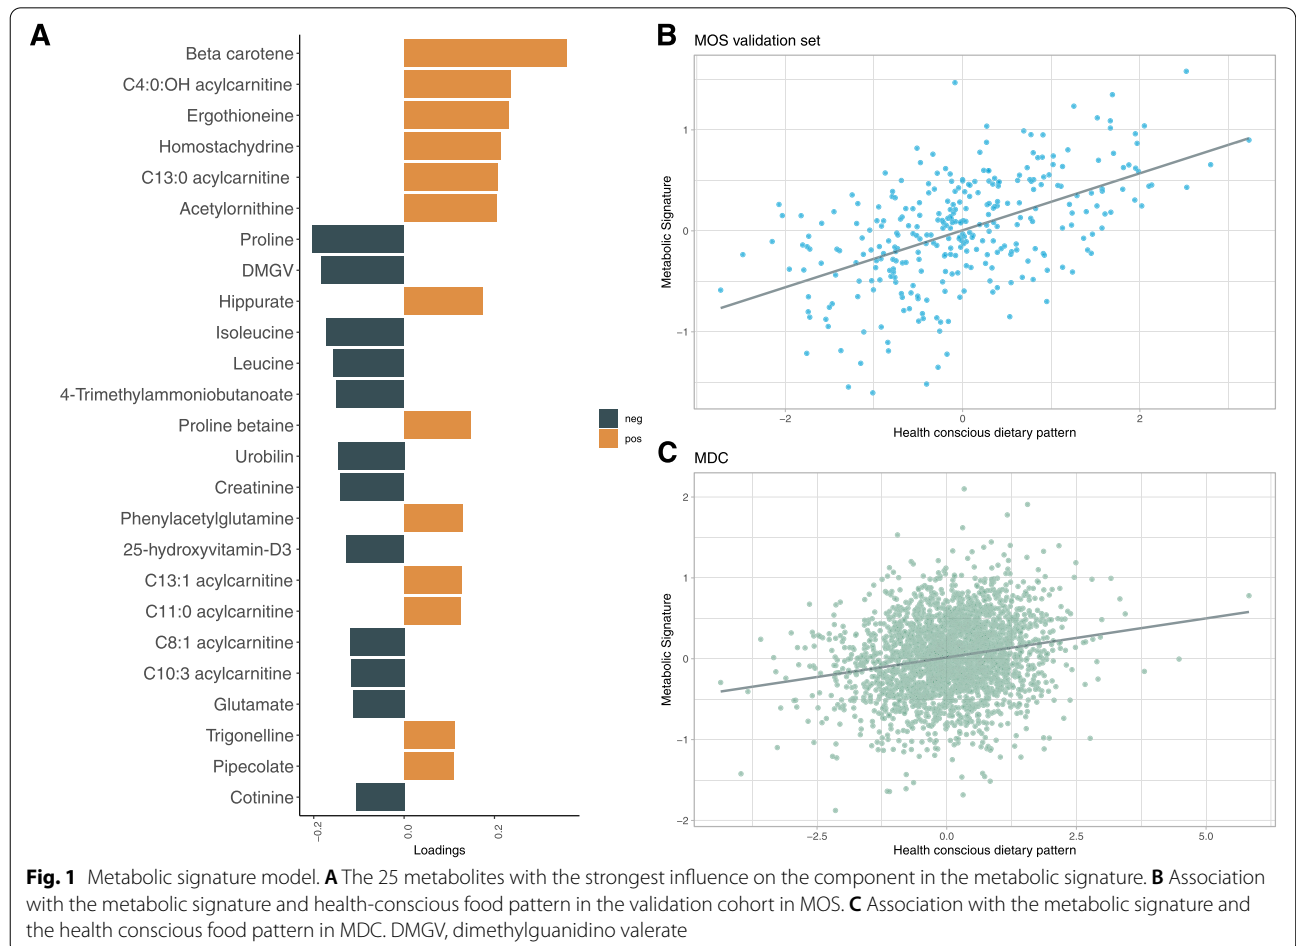 A
Beta carotene
C4:0:OH acylcarnitine
Ergothioneine
Homostachydrine
C13:0 acylcarnitine
Acetylornithine
Proline
DMGV
Hippurate
Isoleucine
Leucine
4-Trimethylammoniobutanoate
Proline betaine
Urobilin
Creatinine
Phenylacetylglutamine
25-hydroxyvitamin-D3
C13:1 acylcarnitine
C11:0 acylcarnitine
C8:1 acylcarnitine
C10:3 acylcarnitine
Glutamate
Trigonelline
Pipecolate
Cotinine
-0.2
0.0
0.2
Loadings
neg
pos
B
MOS validation set
Metabolic Signature
1
0
-1
-2
0
2
Health conscious dietary pattern
C
MDC
Metabolic Signature
2
1
0
-1
-2
-2.5
0.0
2.5
5.0
Health conscious dietary pattern
Fig. 1 Metabolic signature model. A The 25 metabolites with the strongest influence on the component in the metabolic signature. B Association
with the metabolic signature and health-conscious food pattern in the validation cohort in MOS. C Association with the metabolic signature and
the health conscious food pattern in MDC. DMGV, dimethylguanidino valerate